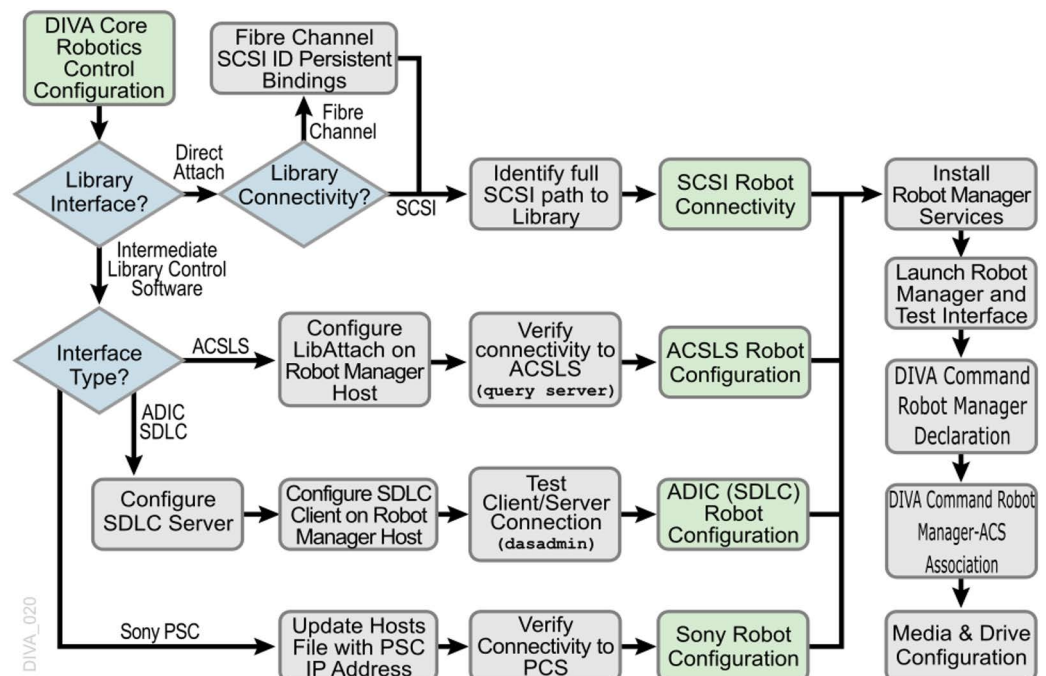 DIVA Core
Robotics
Control
Configuration
Fibre Channel
SCSI ID Persistent
Bindings
Fibre
Channel
Direct
Attach
Library
Interface?
Library
Connectivity?
SCSI
Identify full
SCSI path to
Library
SCSI Robot
Connectivity
Install
Robot Manager
Services
Intermediate
Library Control
Software
Launch Robot
Manager and
Test Interface
Interface
Type?
ACSLS
Configure
LibAttach on
Robot Manager
Host
Verify
connectivity to
ACSLS
(query server)
ACSLS Robot
Configuration
DIVA Command
Robot Manager
Declaration
ADIC
SDLC
Configure
SDLC Server
Configure SDLC
Client on Robot
Manager Host
Test
Client/Server
Connection
(dasadmin)
ADIC (SDLC)
Robot
Configuration
DIVA Command Robot
Manager-ACS
Association
Sony PSC
Update Hosts
File with PSC
IP Address
Verify
Connectivity to
PCS
Sony Robot
Configuration
Media & Drive
Configuration
DIVA_020